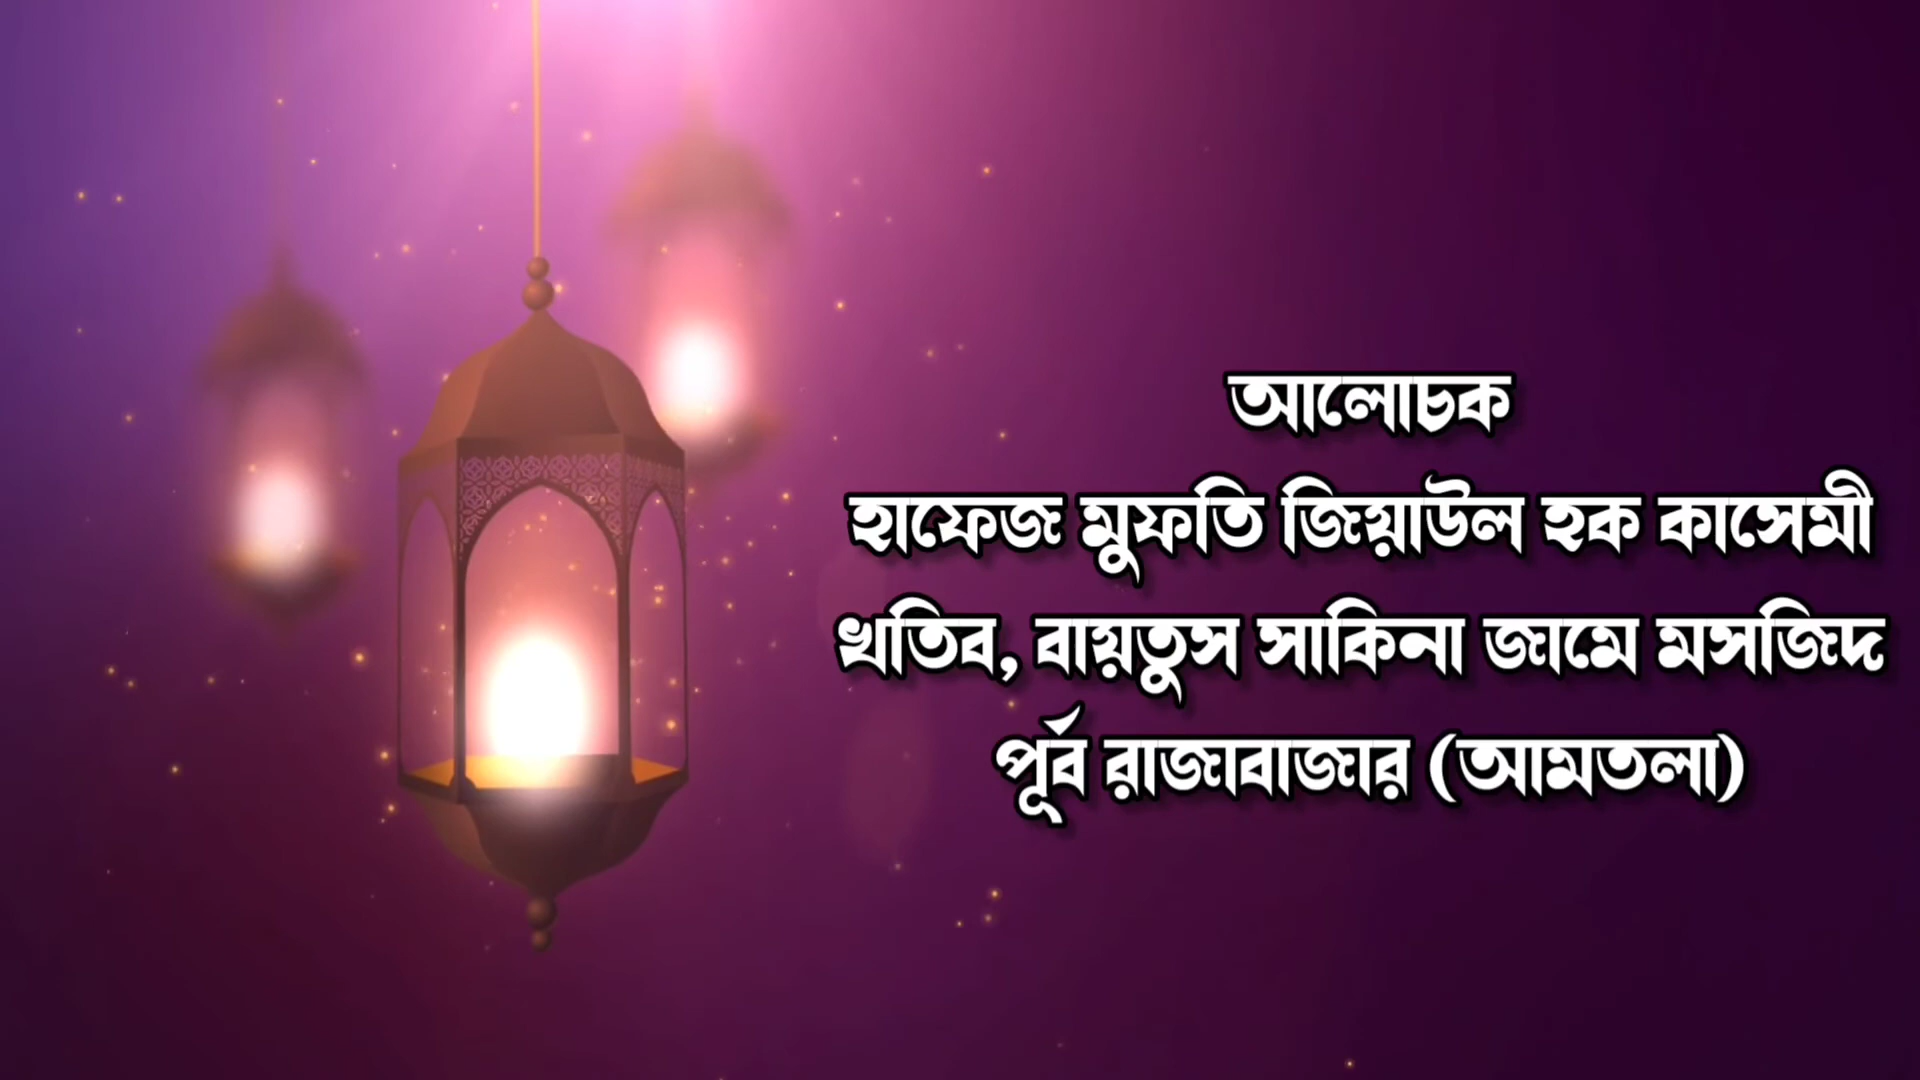 আলোচক
হাফেজ মুফতি জিয়াউল হক কাসেমী
খতিব, বায়তুস সাকিনা জামে মসজিদ
পূর্ব রাজাবাজার (আমতলা)